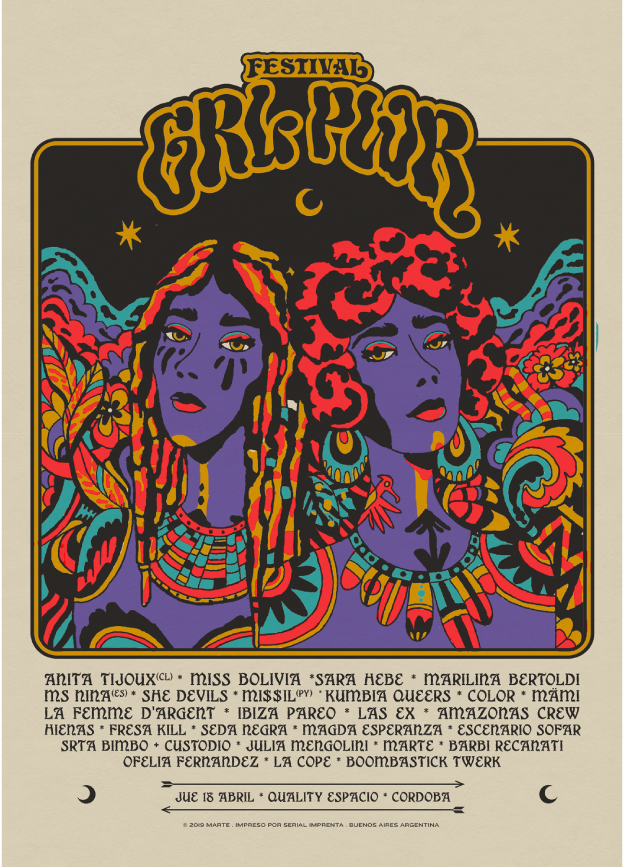 FESTIVAL
GRL PWR
ANITA TIJOUX(CL) * MISS BOLIVIA *SARA HEBE * MARILINA BERTOLDI
MS NINA(ES) * SHE DEVILS * MI$$IL(PY) * KUMBIA QUEERS * COLOR * MÄMI
LA FEMME D'ARGENT * IBIZA PAREO * LAS EX * AMAZONAS CREW
HIENAS * FRESA KILL * SEDA NEGRA * MAGDA ESPERANZA * ESCENARIO SOFAR
SRTA BIMBO + CUSTODIO * JULIA MENGOLINI * MARTE * BARBI RECANATI
OFELIA FERNANDEZ * LA COPE * BOOMBASTICK TWERK
JUE 18 ABRIL * QUALITY ESPACIO * CORDOBA
© 2019 MARTE . IMPRESO POR SERIAL IMPRENTA . BUENOS AIRES ARGENTINA